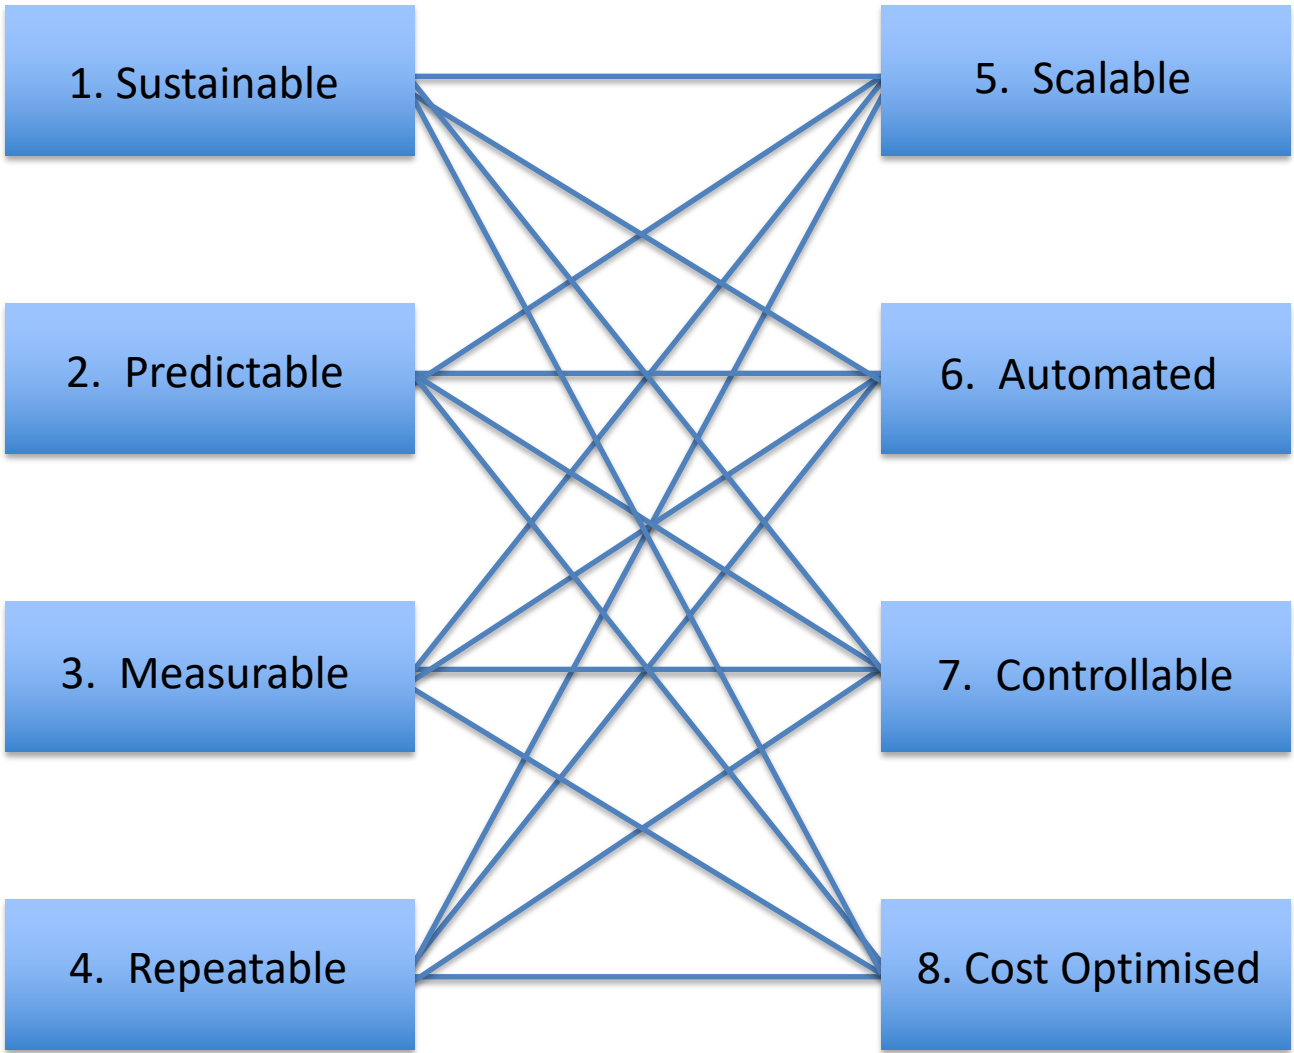 1. Sustainable
2. Predictable
3. Measurable
4. Repeatable
5. Scalable
6. Automated
7. Controllable
8. Cost Optimised